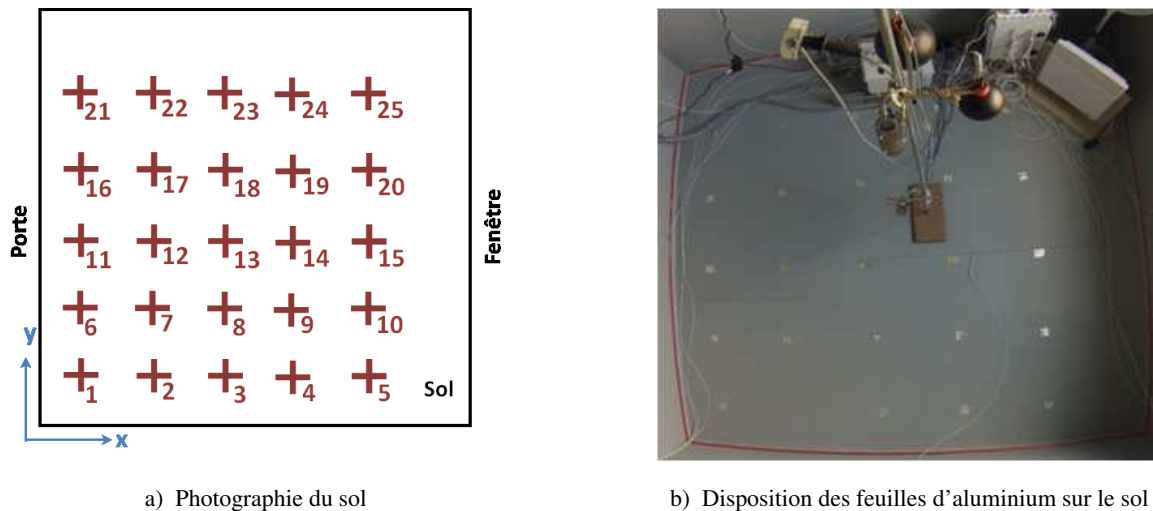 21 22 23 24 25
16 17 18 19 20
Porte
Fenêtre
11 12 13 14 15
6 7 8 9 10
y
1 2 3 4 5
Sol
x
a) Photographie du sol
b) Disposition des feuilles d'aluminium sur le sol